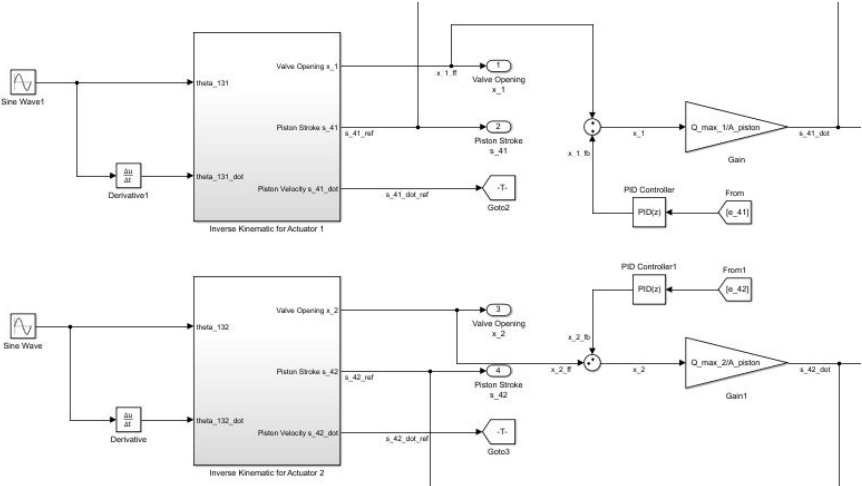 Sine Wave1
Δu
Δt
Derivative1
theta_131
theta_131_dot
Valve Opening x_1
Piston Stroke s_41
Piston Velocity s_41_dot
Inverse Kinematic for Actuator 1
x_1_ff
1
Valve Opening
x_1
s_41_ref
2
Piston Stroke
s_41
s_41_dot_ref
-T-
Goto2
x_1_fb
x_1
Q_max_1/A_piston
Gain
s_41_dot
PID Controller
PID(z)
From
[e_41]
Sine Wave
Δu
Δt
Derivative
theta_132
theta_132_dot
Valve Opening x_2
Piston Stroke s_42
Piston Velocity s_42_dot
Inverse Kinematic for Actuator 2
3
Valve Opening
x_2
s_42_ref
4
Piston Stroke
s_42
s_42_dot_ref
-T-
Goto3
PID Controller1
PID(z)
From1
[e_42]
x_2_fb
x_2_ff
x_2
Q_max_2/A_piston
Gain1
s_42_dot